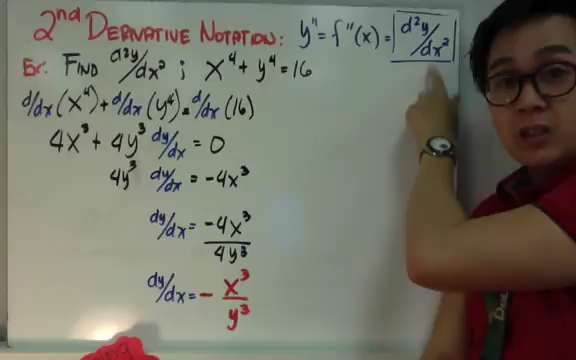 2nd DERIVATIVE NOTATION: y" = f"(x) = d²y/dx²
Ex: FIND d²y/dx² ; x⁴ + y⁴ = 16
d/dx (x⁴) + d/dx (y⁴) = d/dx (16)
4x³ + 4y³ dy/dx = 0
4y³ dy/dx = -4x³
dy/dx = -4x³/4y³
dy/dx = - x³/y³